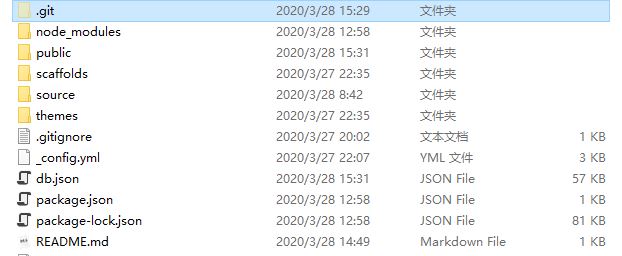 .git 2020/3/28 15:29 文件夹
node_modules 2020/3/28 12:58 文件夹
public 2020/3/28 15:31 文件夹
scaffolds 2020/3/27 22:35 文件夹
source 2020/3/28 8:42 文件夹
themes 2020/3/27 22:35 文件夹
.gitignore 2020/3/27 20:02 文本文档 1 KB
_config.yml 2020/3/27 22:07 YML 文件 3 KB
db.json 2020/3/28 15:31 JSON File 57 KB
package.json 2020/3/28 12:58 JSON File 1 KB
package-lock.json 2020/3/28 12:58 JSON File 81 KB
README.md 2020/3/28 14:49 Markdown File 1 KB